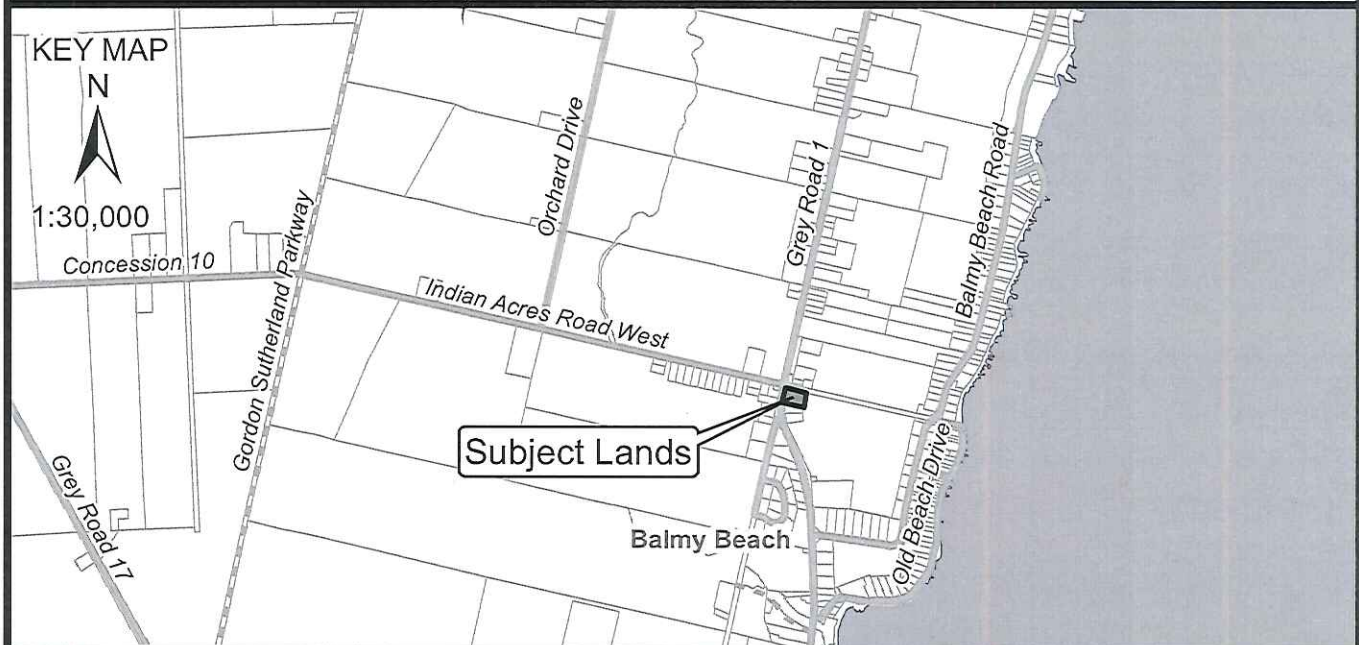 KEY MAP
N
1:30,000
Concession 10
Gordon Sutherland Parkway
Orchard Drive
Grey Road 1
Balmy Beach Road
Indian Acres Road West
Subject Lands
Grey Road 17
Balmy Beach
Old Beach Drive